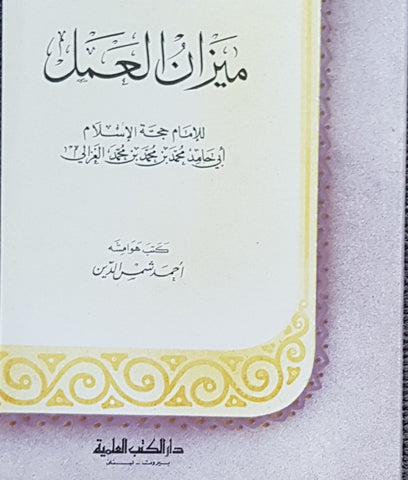 ميزان العمل
للإمام حجة الإسلام
أبي حامد محمد بن محمد بن محمد الغزالي
كتب هوامشه
أحمد شمس الدين
دار الكتب العلمية
بيروت - لبنان